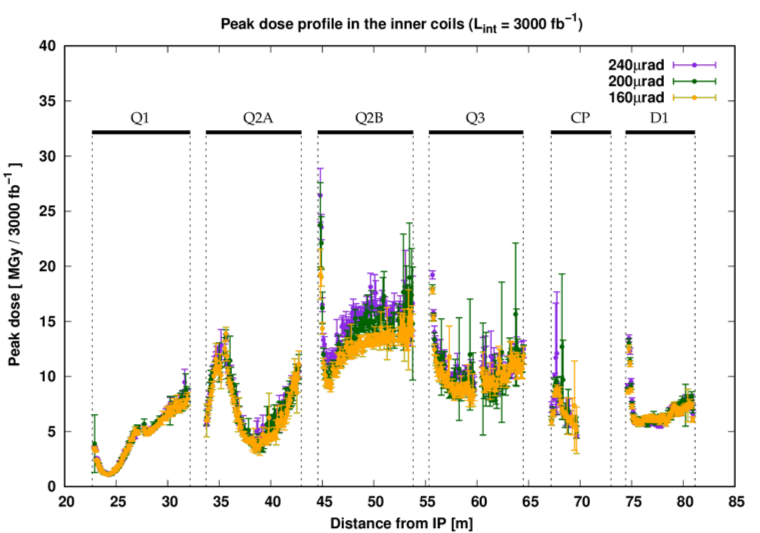 Peak dose profile in the inner coils (L_int = 3000 fb⁻¹)
40
35
30
25
20
15
10
5
0
Peak dose [ MGy / 3000 fb⁻¹ ]
240μrad
200μrad
160μrad
Q1 Q2A Q2B Q3 CP D1
20 25 30 35 40 45 50 55 60 65 70 75 80 85
Distance from IP [m]